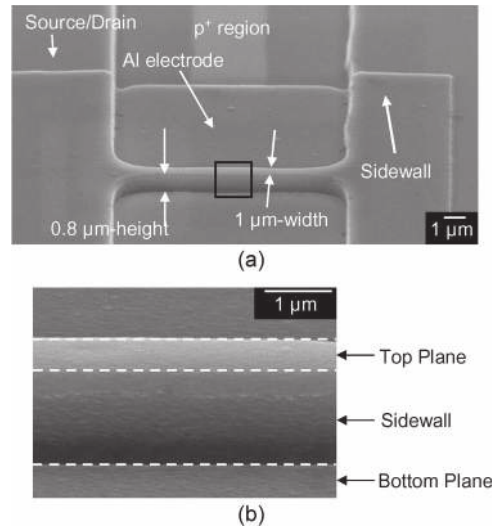 Source/Drain
p⁺ region
Al electrode
Sidewall
0.8 μm-height
1 μm-width
1 μm
(a)
1 μm
Top Plane
Sidewall
Bottom Plane
(b)